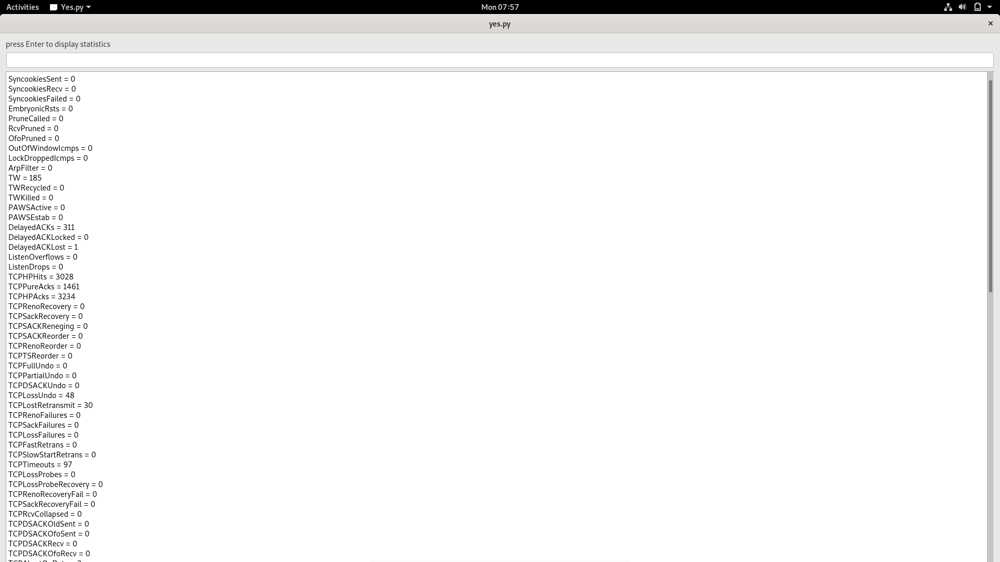 Activities Yes.py Mon 07:57
yes.py
press Enter to display statistics
SyncookiesSent = 0
SyncookiesRecv = 0
SyncookiesFailed = 0
EmbryonicRsts = 0
PruneCalled = 0
RcvPruned = 0
OfoPruned = 0
OutOfWindowIcmps = 0
LockDroppedIcmps = 0
ArpFilter = 0
TW = 185
TWRecycled = 0
TWKilled = 0
PAWSActive = 0
PAWSEstab = 0
DelayedACKs = 311
DelayedACKLocked = 0
DelayedACKLost = 1
ListenOverflows = 0
ListenDrops = 0
TCPHPHits = 3028
TCPPureAcks = 1461
TCPHPAcks = 3234
TCPRenoRecovery = 0
TCPSackRecovery = 0
TCPSACKReneging = 0
TCPSACKReorder = 0
TCPRenoReorder = 0
TCPTSReorder = 0
TCPFullUndo = 0
TCPPartialUndo = 0
TCPDSACKUndo = 0
TCPLossUndo = 48
TCPLostRetransmit = 30
TCPRenoFailures = 0
TCPSackFailures = 0
TCPLossFailures = 0
TCPFastRetrans = 0
TCPSlowStartRetrans = 0
TCPTimeouts = 97
TCPLossProbes = 0
TCPLossProbeRecovery = 0
TCPRenoRecoveryFail = 0
TCPSackRecoveryFail = 0
TCPRcvCollapsed = 0
TCPDSACKOldSent = 0
TCPDSACKOfoSent = 0
TCPDSACKRecv = 0
TCPDSACKOfoRecv = 0